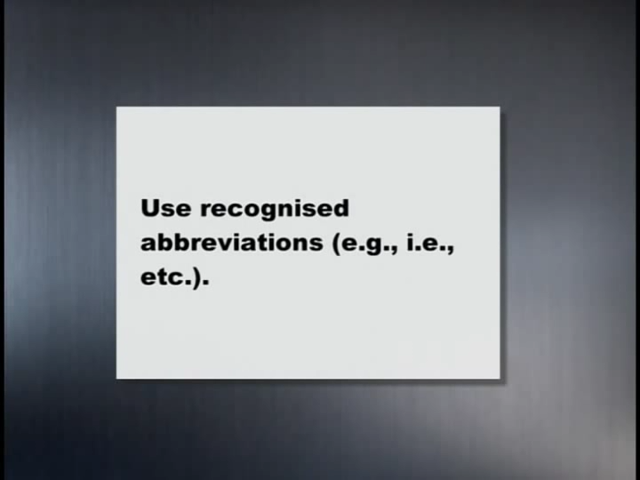 Use recognised
abbreviations (e.g., i.e.,
etc.).